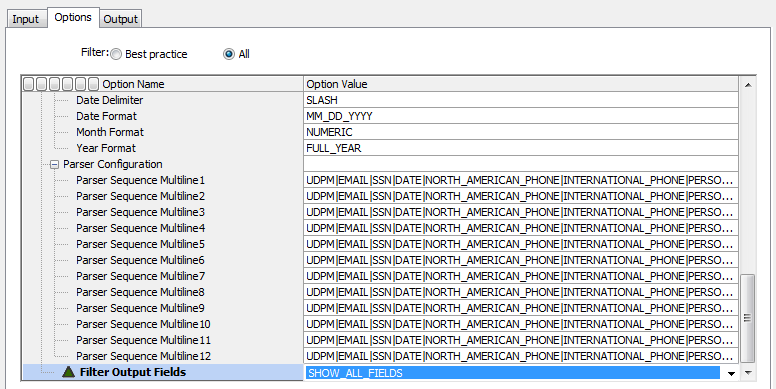 Input Options Output
Filter: Best practice All
Option Name Option Value
Date Delimiter SLASH
Date Format MM_DD_YYYY
Month Format NUMERIC
Year Format FULL_YEAR
Parser Configuration
Parser Sequence Multiline1 UDPM|EMAIL|SSN|DATE|NORTH_AMERICAN_PHONE|INTERNATIONAL_PHONE|PERSO...
Parser Sequence Multiline2 UDPM|EMAIL|SSN|DATE|NORTH_AMERICAN_PHONE|INTERNATIONAL_PHONE|PERSO...
Parser Sequence Multiline3 UDPM|EMAIL|SSN|DATE|NORTH_AMERICAN_PHONE|INTERNATIONAL_PHONE|PERSO...
Parser Sequence Multiline4 UDPM|EMAIL|SSN|DATE|NORTH_AMERICAN_PHONE|INTERNATIONAL_PHONE|PERSO...
Parser Sequence Multiline5 UDPM|EMAIL|SSN|DATE|NORTH_AMERICAN_PHONE|INTERNATIONAL_PHONE|PERSO...
Parser Sequence Multiline6 UDPM|EMAIL|SSN|DATE|NORTH_AMERICAN_PHONE|INTERNATIONAL_PHONE|PERSO...
Parser Sequence Multiline7 UDPM|EMAIL|SSN|DATE|NORTH_AMERICAN_PHONE|INTERNATIONAL_PHONE|PERSO...
Parser Sequence Multiline8 UDPM|EMAIL|SSN|DATE|NORTH_AMERICAN_PHONE|INTERNATIONAL_PHONE|PERSO...
Parser Sequence Multiline9 UDPM|EMAIL|SSN|DATE|NORTH_AMERICAN_PHONE|INTERNATIONAL_PHONE|PERSO...
Parser Sequence Multiline10 UDPM|EMAIL|SSN|DATE|NORTH_AMERICAN_PHONE|INTERNATIONAL_PHONE|PERSO...
Parser Sequence Multiline11 UDPM|EMAIL|SSN|DATE|NORTH_AMERICAN_PHONE|INTERNATIONAL_PHONE|PERSO...
Parser Sequence Multiline12 UDPM|EMAIL|SSN|DATE|NORTH_AMERICAN_PHONE|INTERNATIONAL_PHONE|PERSO...
Filter Output Fields SHOW_ALL_FIELDS